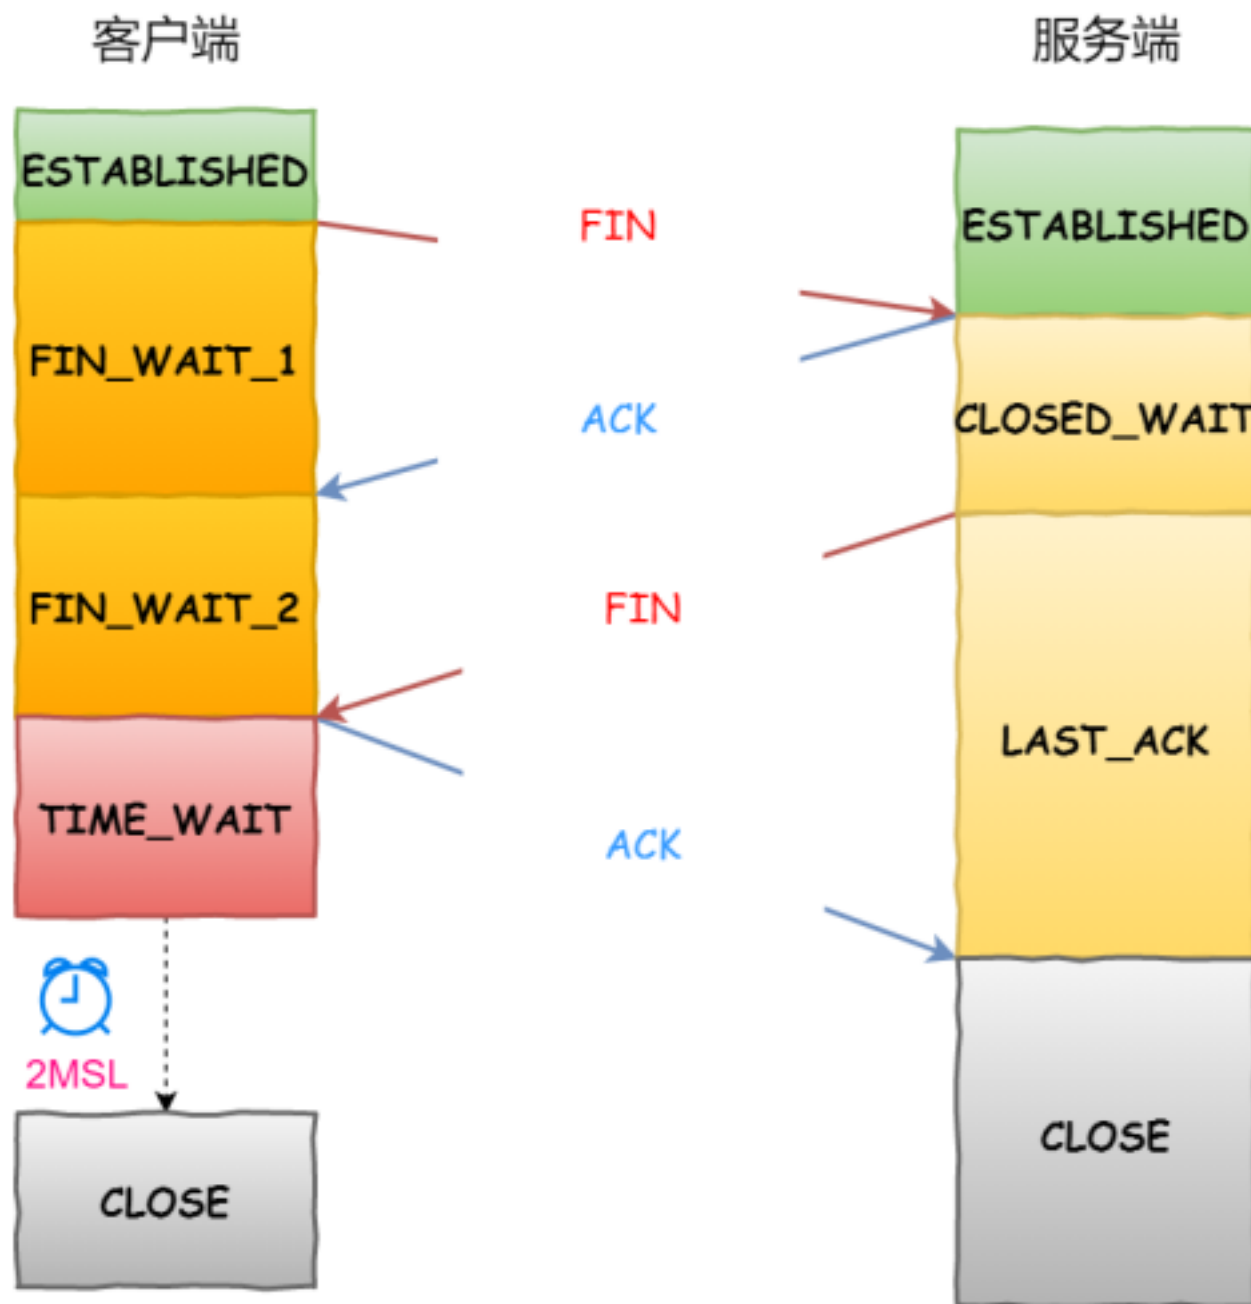 客户端
服务端
ESTABLISHED
FIN
ESTABLISHED
FIN_WAIT_1
ACK
CLOSED_WAIT
FIN_WAIT_2
FIN
LAST_ACK
TIME_WAIT
ACK
2MSL
CLOSE
CLOSE